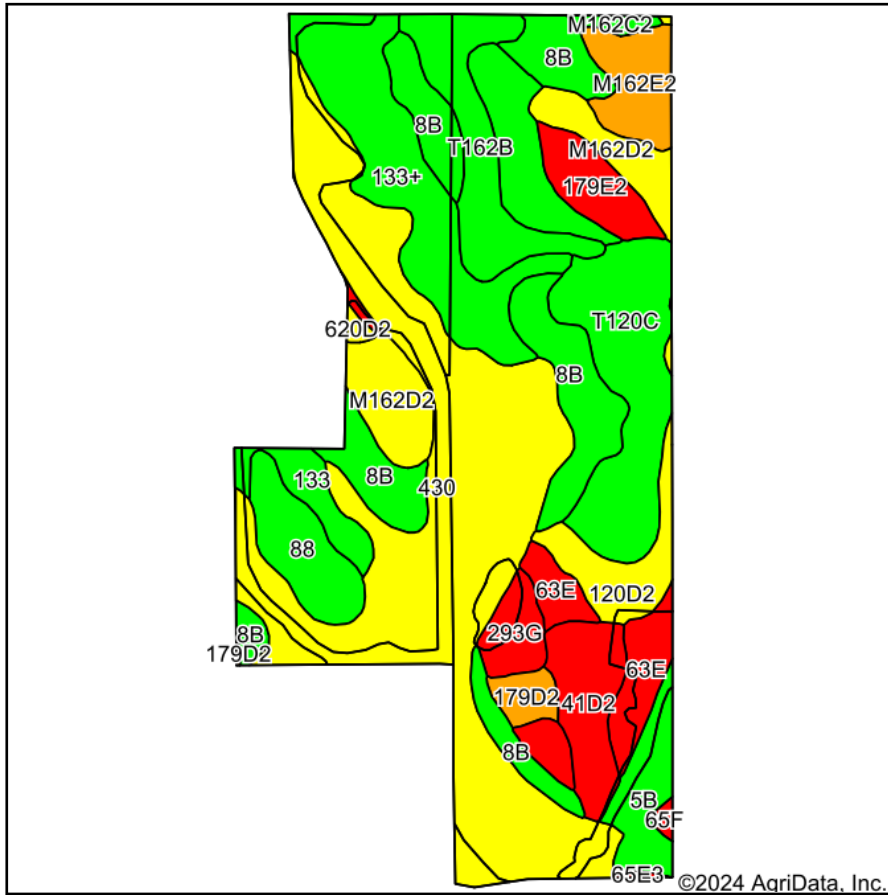 M162C2
8B
M162E2
8B
T162B
M162D2
133+
179E2
T120C
620D2
8B
M162D2
133
8B
430
88
63E
120D2
293G
8B
179D2
63E
179D2
41D2
8B
5B
65F
65E3
©2024 AgriData, Inc.